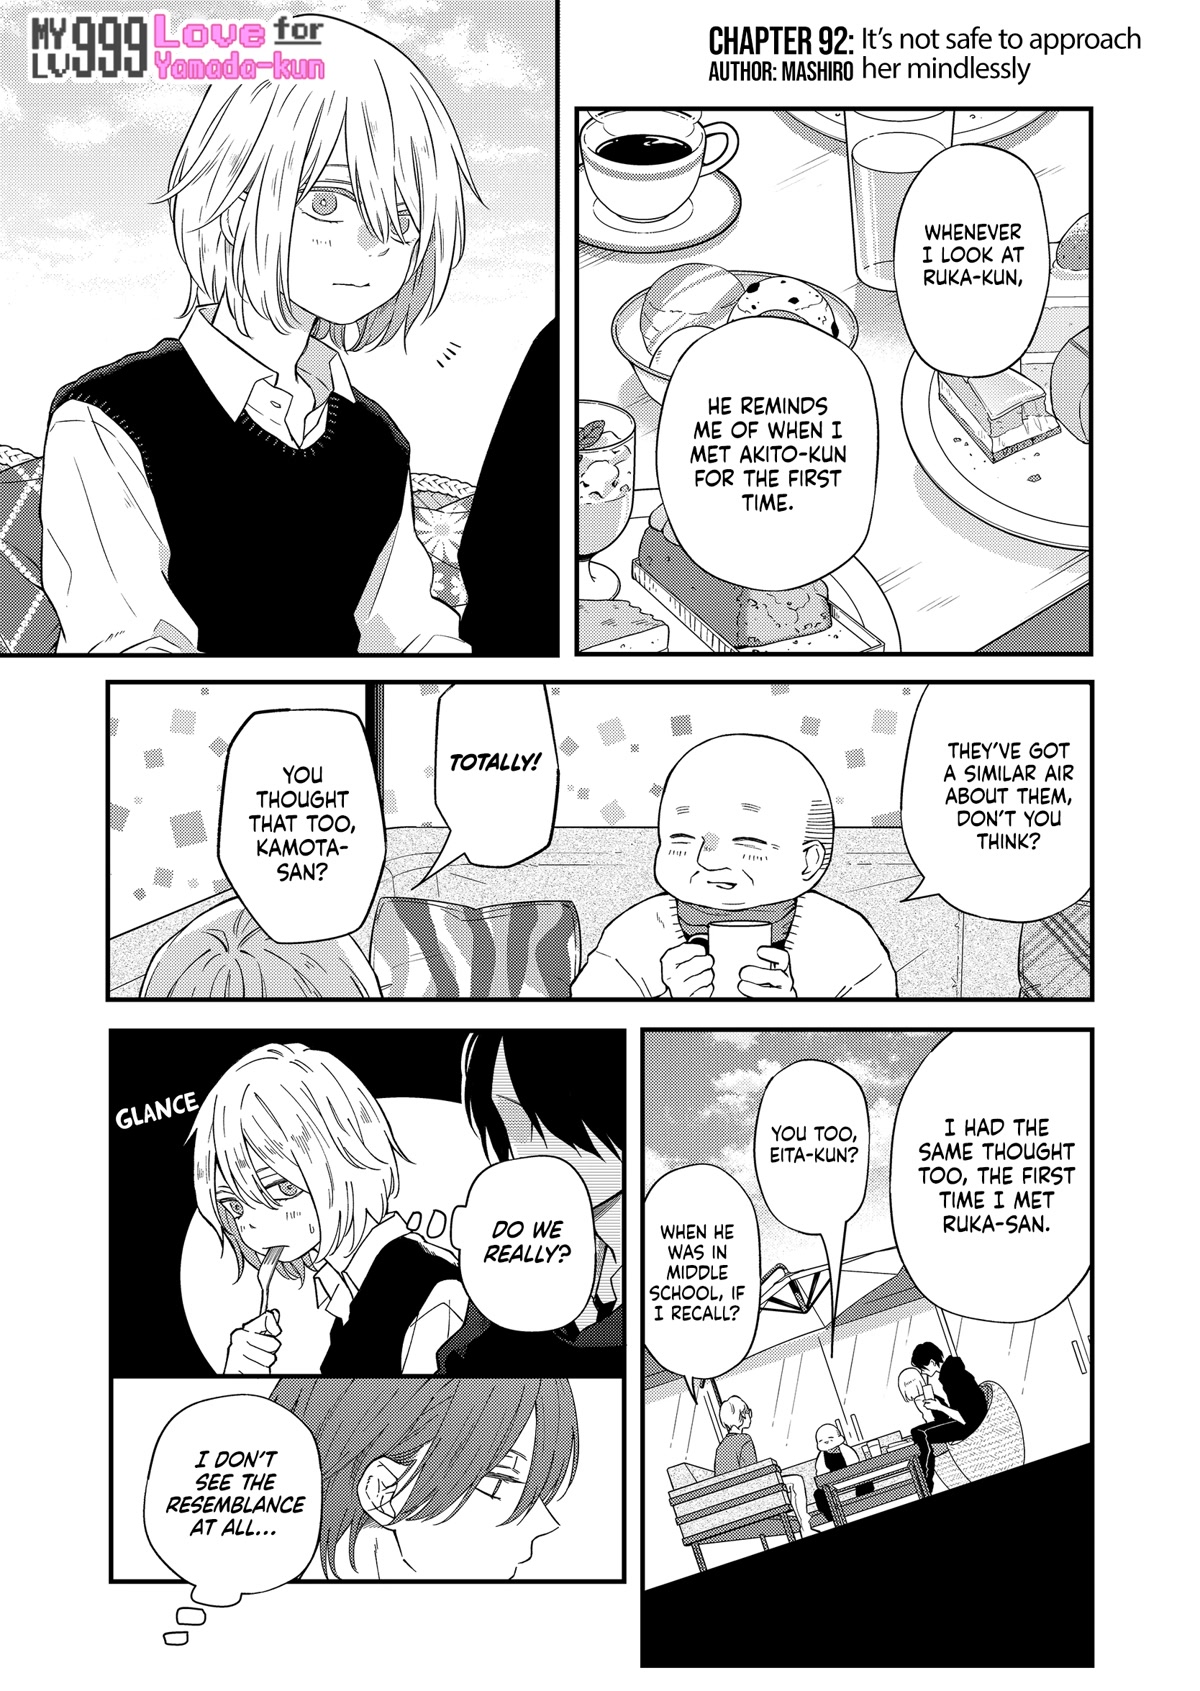 MY
LV999
Love for
Yamada-kun
CHAPTER 92: It's not safe to approach
AUTHOR: MASHIRO her mindlessly
WHENEVER
I LOOK AT
RUKA-KUN,
HE REMINDS
ME OF WHEN I
MET AKITO-KUN
FOR THE FIRST
TIME.
THEY'VE GOT
A SIMILAR AIR
ABOUT THEM,
DON'T YOU
THINK?
TOTALLY!
YOU
THOUGHT
THAT TOO,
KAMOTA-
SAN?
I HAD THE
SAME THOUGHT
TOO, THE FIRST
TIME I MET
RUKA-SAN.
YOU TOO,
EITA-KUN?
WHEN HE
WAS IN
MIDDLE
SCHOOL, IF
I RECALL?
GLANCE
DO WE
REALLY?
I DON'T
SEE THE
RESEMBLANCE
AT ALL...